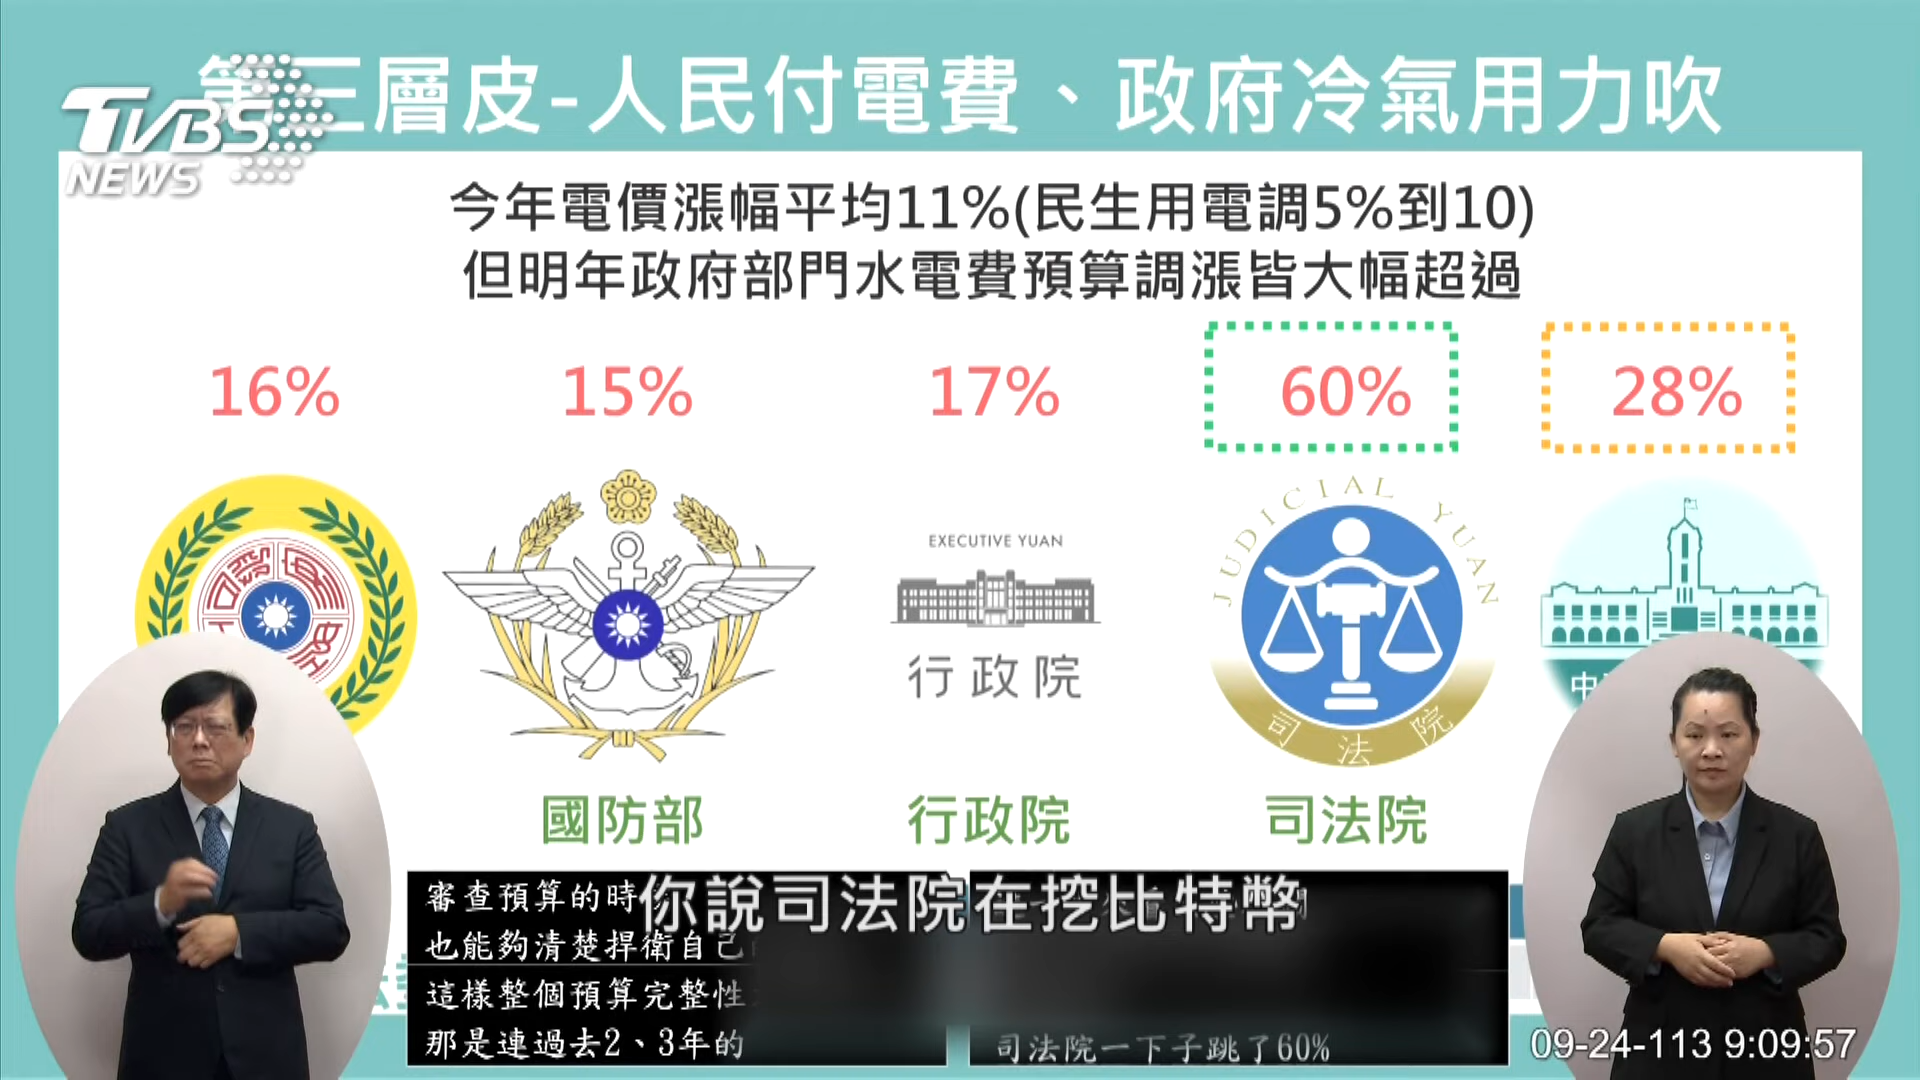 第三層皮-人民付電費、政府冷氣用力吹
TVBS
NEWS
今年電價漲幅平均11%(民生用電調5%到10)
但明年政府部門水電費預算調漲皆大幅超過
16%
15%
17%
60%
28%
EXECUTIVE YUAN
行政院
JUDICIAL YUAN
司法院
中
國防部
行政院
司法院
審查預算的時
也能夠清楚捍衛自己
這樣整個預算完整性
那是連過去2、3年的
你說司法院在挖比特幣
司法院一下子跳了60%
09-24-113 9:09:57